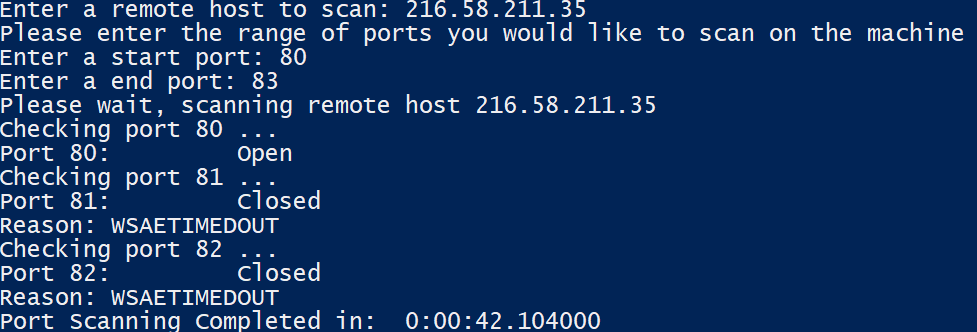 Enter a remote host to scan: 216.58.211.35
Please enter the range of ports you would like to scan on the machine
Enter a start port: 80
Enter a end port: 83
Please wait, scanning remote host 216.58.211.35
Checking port 80 ...
Port 80:         Open
Checking port 81 ...
Port 81:         Closed
Reason: WSAETIMEDOUT
Checking port 82 ...
Port 82:         Closed
Reason: WSAETIMEDOUT
Port Scanning Completed in:  0:00:42.104000